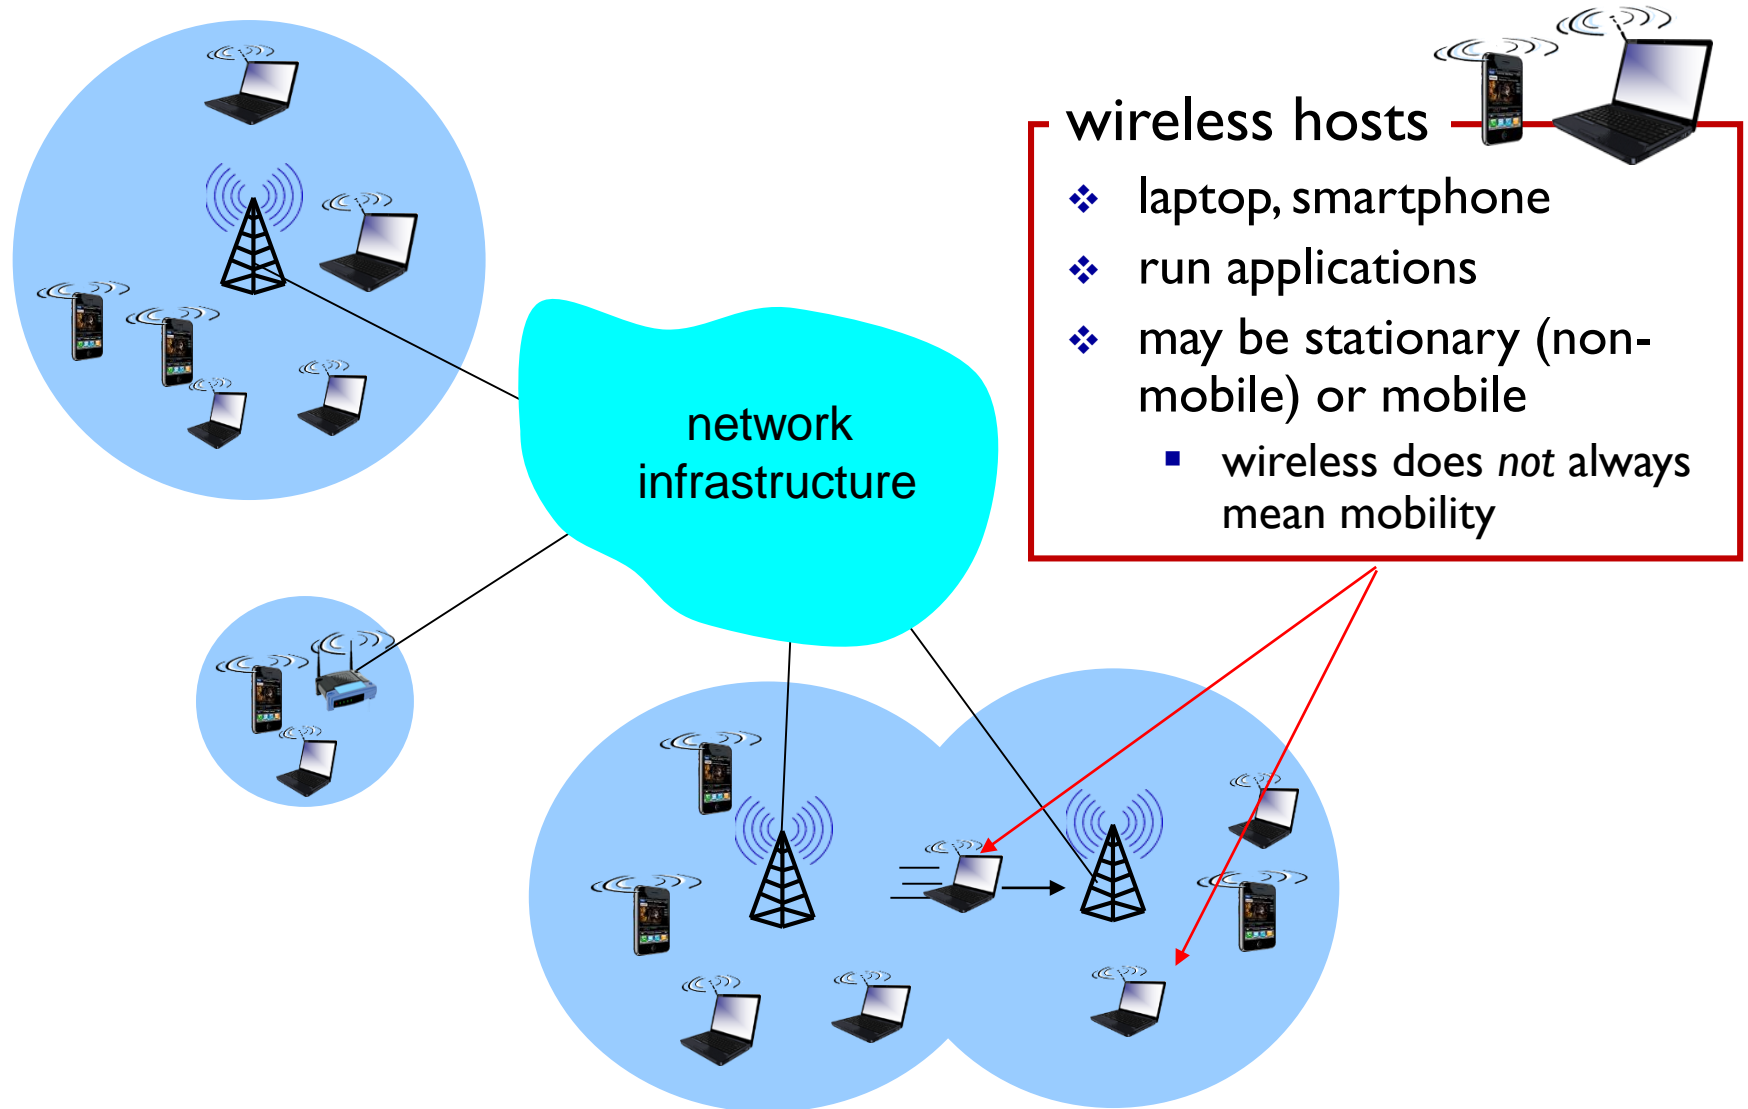 wireless hosts
❖ laptop, smartphone
❖ run applications
❖ may be stationary (non-
mobile) or mobile
▪ wireless does not always
mean mobility
network
infrastructure